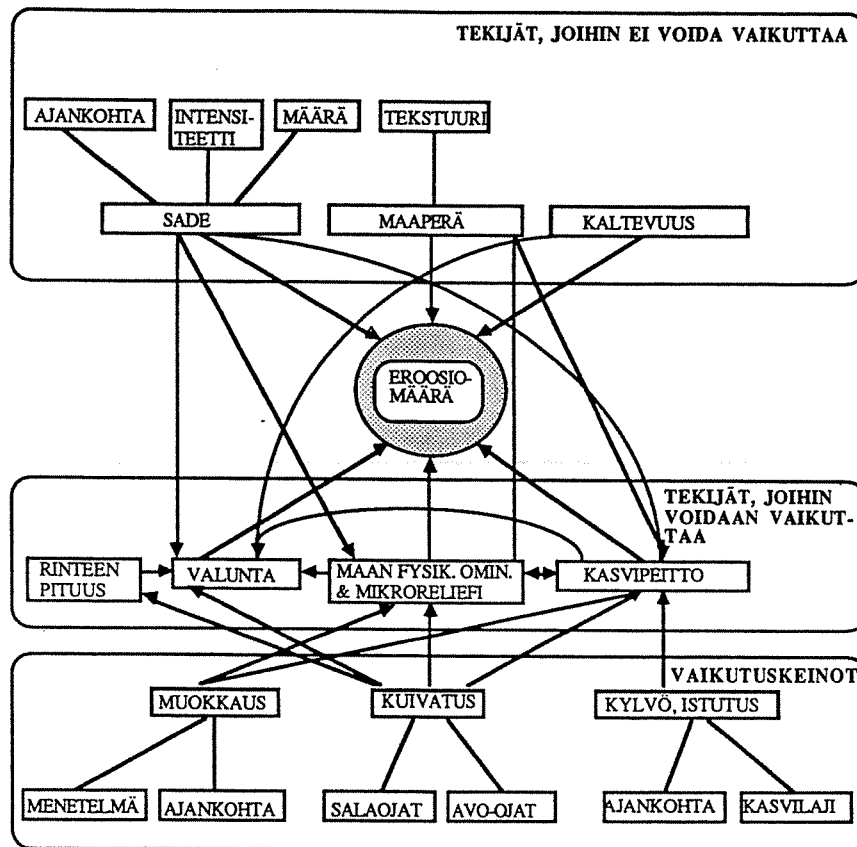 TEKIJÄT, JOIHIN EI VOIDA VAIKUTTAA
AJANKOHTA
INTENSI-
TEETTI
MÄÄRÄ
TEKSTUURI
SADE
MAAPERÄ
KALTEVUUS
EROOSIO-
MÄÄRÄ
TEKIJÄT, JOIHIN
VOIDAAN VAIKUT-
TAA
RINTEEN
PITUUS
VALUNTA
MAAN FYSIK. OMIN.
& MIKRORELIEFI
KASVIPEITTO
VAIKUTUSKEINOT
MUOKKAUS
KUIVATUS
KYLVÖ, ISTUTUS
MENETELMÄ
AJANKOHTA
SALAOJAT
AVO-OJAT
AJANKOHTA
KASVILAJI